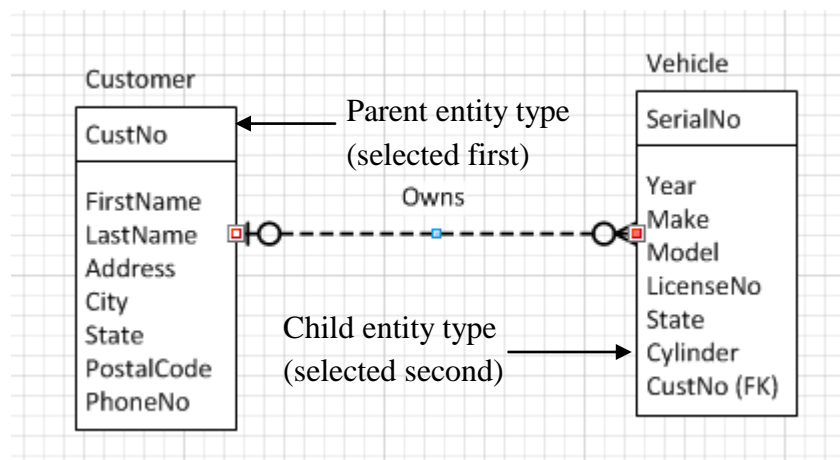 Customer
CustNo
FirstName
LastName
Address
City
State
PostalCode
PhoneNo
Parent entity type
(selected first)
Owns
Child entity type
(selected second)
Vehicle
SerialNo
Year
Make
Model
LicenseNo
State
Cylinder
CustNo (FK)